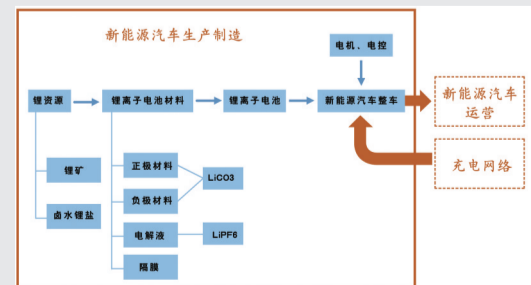 新能源汽车生产制造
电机、电控
锂资源
锂离子电池材料
锂离子电池
新能源汽车整车
新能源汽车
运营
充电网络
锂矿
卤水锂盐
正极材料
负极材料
LiCO3
电解液
LiPF6
隔膜